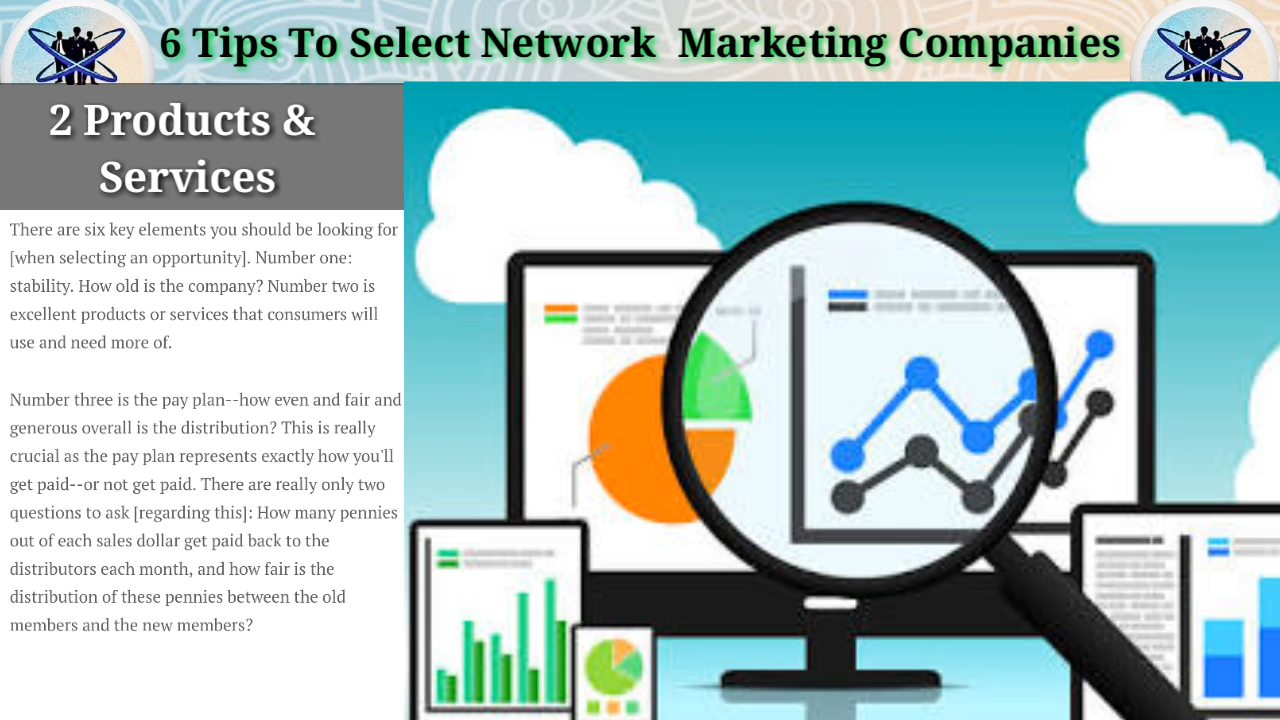 6 Tips To Select Network  Marketing Companies
2 Products &
Services
There are six key elements you should be looking for
[when selecting an opportunity]. Number one:
stability. How old is the company? Number two is
excellent products or services that consumers will
use and need more of.
Number three is the pay plan--how even and fair and
generous overall is the distribution? This is really
crucial as the pay plan represents exactly how you'll
get paid--or not get paid. There are really only two
questions to ask [regarding this]: How many pennies
out of each sales dollar get paid back to the
distributors each month, and how fair is the
distribution of these pennies between the old
members and the new members?